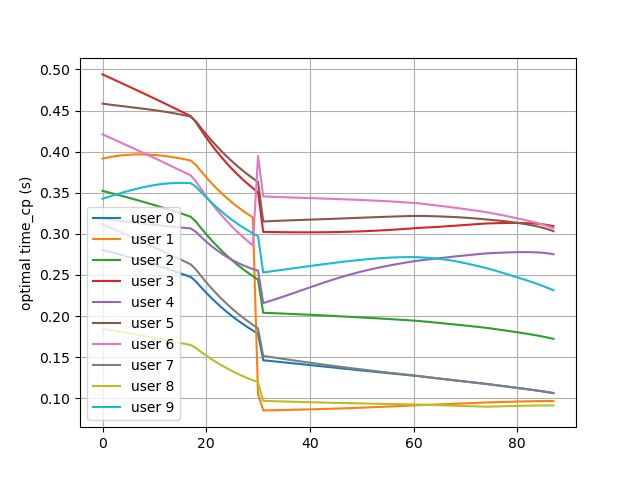 0.50
0.45
0.40
0.35
0.30
0.25
0.20
0.15
0.10
optimal time_cp (s)
user 0
user 1
user 2
user 3
user 4
user 5
user 6
user 7
user 8
user 9
0 20 40 60 80